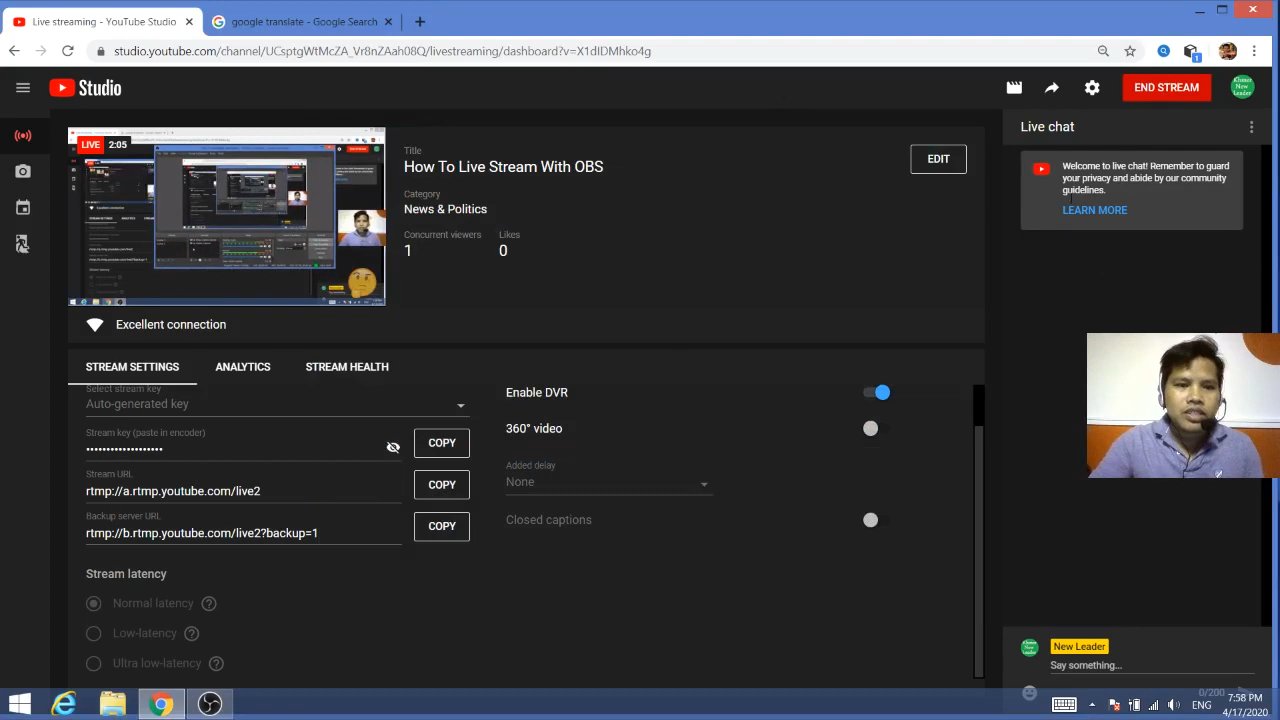 Live streaming - YouTube Studio
google translate - Google Search
studio.youtube.com/channel/UCsptgWtMcZA_Vr8nZAah08Q/livestreaming/dashboard?v=X1dIDMhko4g
1
Studio
END STREAM
Khmer
New
Leader
LIVE 2:05
Title
How To Live Stream With OBS
EDIT
Category
News & Politics
Concurrent viewers
Likes
1
0
Excellent connection
STREAM SETTINGS
ANALYTICS
STREAM HEALTH
Select stream key
Auto-generated key
Stream key (paste in encoder)
COPY
Stream URL
rtmp://a.rtmp.youtube.com/live2
COPY
Backup server URL
rtmp://b.rtmp.youtube.com/live2?backup=1
COPY
Stream latency
Normal latency
Low-latency
Ultra low-latency
Enable DVR
360° video
Added delay
None
Closed captions
Live chat
Welcome to live chat! Remember to guard
your privacy and abide by our community
guidelines.
LEARN MORE
New Leader
Say something...
0/200
ENG
7:58 PM
4/17/2020